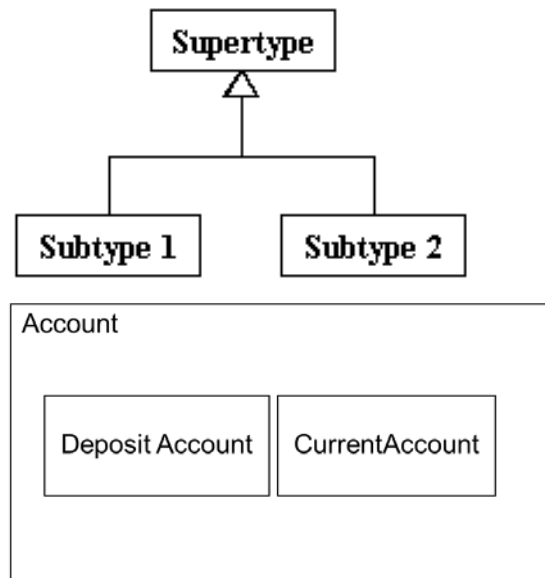 Supertype
Subtype 1
Subtype 2
Account
Deposit Account
CurrentAccount